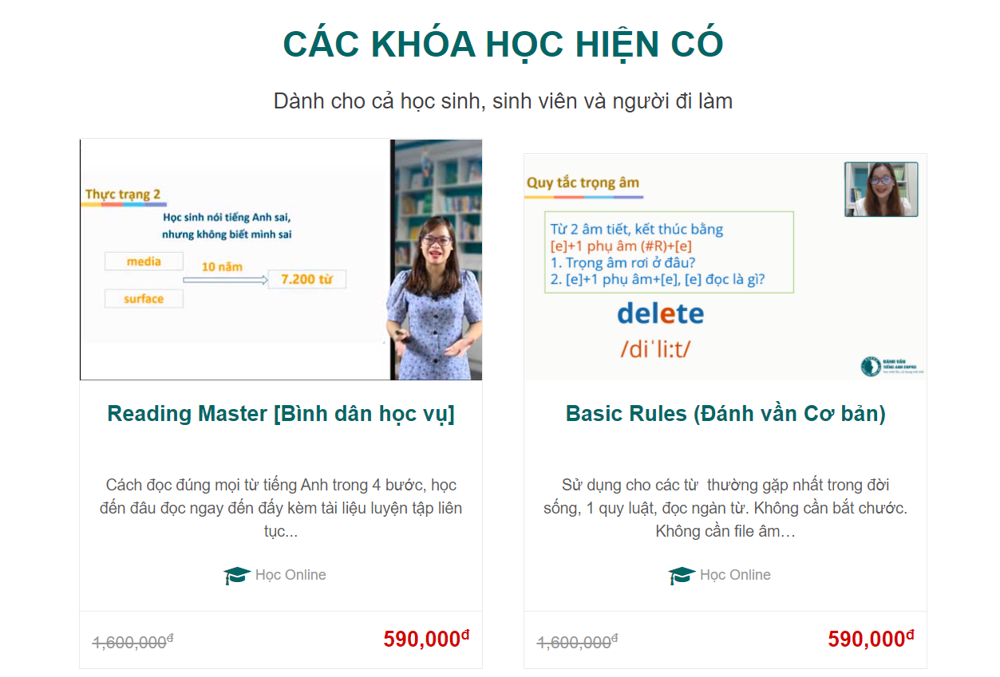 CÁC KHÓA HỌC HIỆN CÓ
Dành cho cả học sinh, sinh viên và người đi làm
Thực trạng 2
Học sinh nói tiếng Anh sai,
nhưng không biết mình sai
media
10 năm
7.200 từ
surface
Reading Master [Bình dân học vụ]
Cách đọc đúng mọi từ tiếng Anh trong 4 bước, học
đến đâu đọc ngay đến đấy kèm tài liệu luyện tập liên
tục...
Học Online
1,600,000đ
590,000đ
Quy tắc trọng âm
Từ 2 âm tiết, kết thúc bằng
[e]+1 phụ âm (#R)+[e]
1. Trọng âm rơi ở đâu?
2. [e]+1 phụ âm+[e], [e] đọc là gì?
delete
/diˈli:t/
ĐÁNH VẦN
TIẾNG ANH ENPRO
Basic Rules (Đánh vần Cơ bản)
Sử dụng cho các từ  thường gặp nhất trong đời
sống, 1 quy luật, đọc ngàn từ. Không cần bắt chước.
Không cần file âm…
Học Online
1,600,000đ
590,000đ